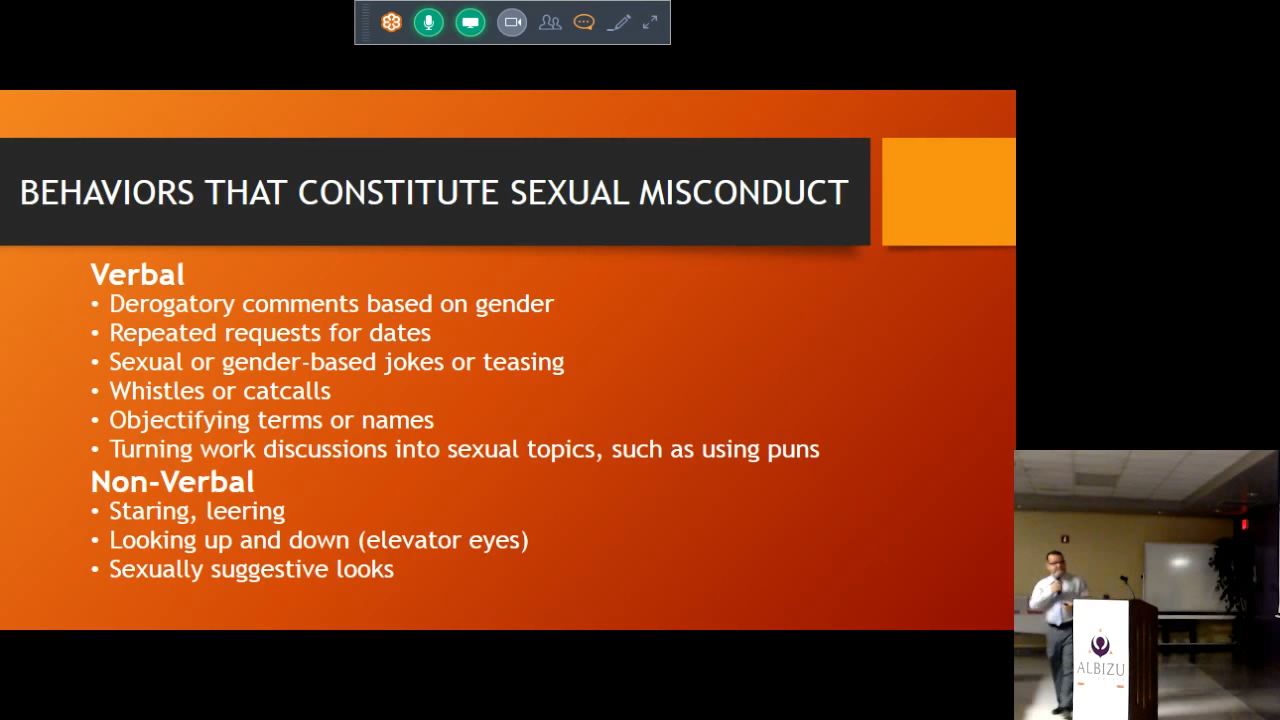 BEHAVIORS THAT CONSTITUTE SEXUAL MISCONDUCT
Verbal
• Derogatory comments based on gender
• Repeated requests for dates
• Sexual or gender-based jokes or teasing
• Whistles or catcalls
• Objectifying terms or names
• Turning work discussions into sexual topics, such as using puns
Non-Verbal
• Staring, leering
• Looking up and down (elevator eyes)
• Sexually suggestive looks
ALBIZU